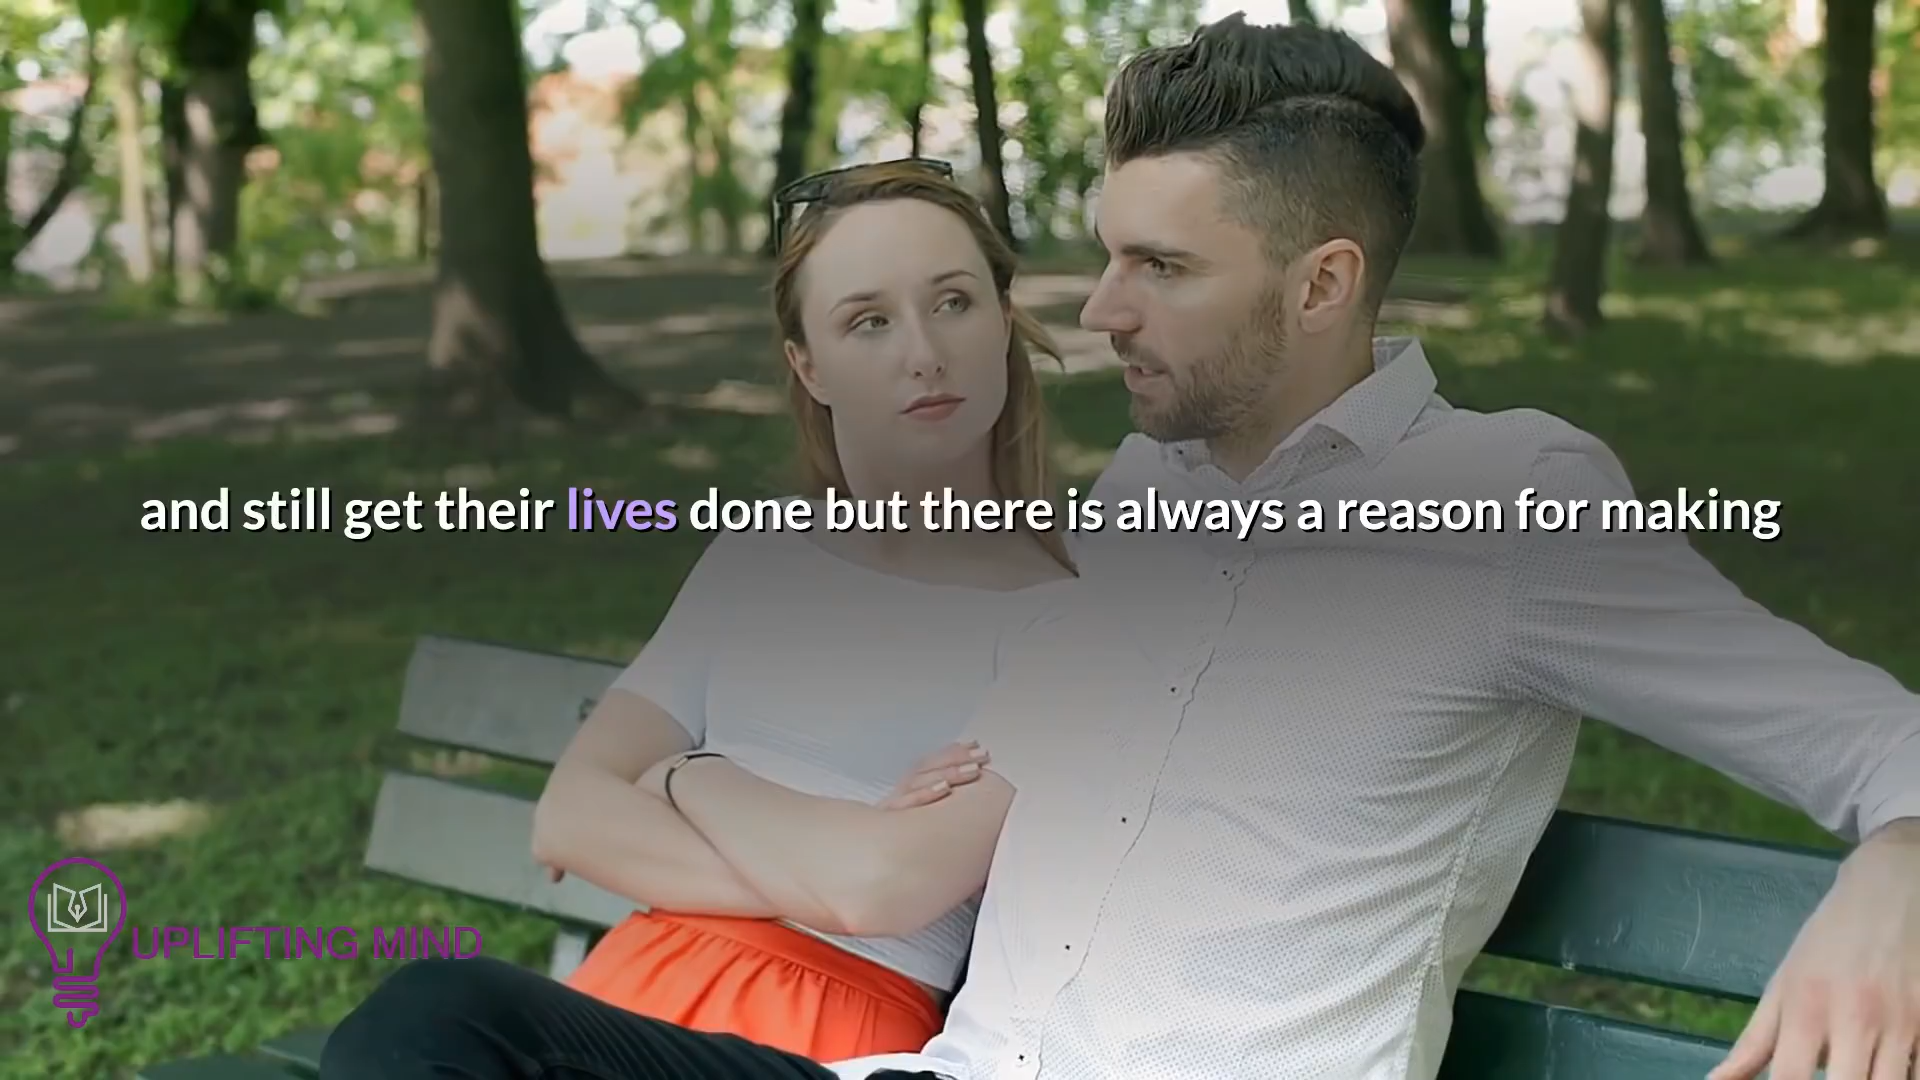 and still get their lives done but there is always a reason for making
UPLIFTING MIND